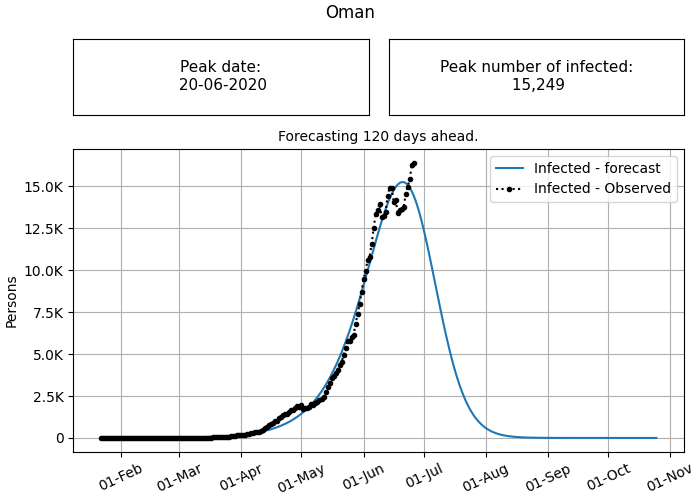 Oman
Peak date:
20-06-2020
Peak number of infected:
15,249
Forecasting 120 days ahead.
Infected - forecast
Infected - Observed
Persons
15.0K
12.5K
10.0K
7.5K
5.0K
2.5K
0
01-Feb
01-Mar
01-Apr
01-May
01-Jun
01-Jul
01-Aug
01-Sep
01-Oct
01-Nov